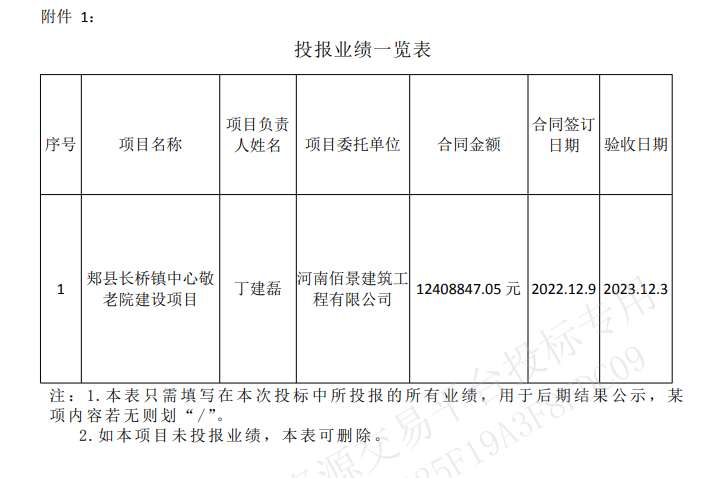 附件 1：
投报业绩一览表
序号
项目名称
项目负责
人姓名
项目委托单位
合同金额
合同签订
日期
验收日期
1
郏县长桥镇中心敬
老院建设项目
丁建磊
河南佰景建筑工
程有限公司
12408847.05 元
2022.12.9
2023.12.3
注：1.本表只需填写在本次投标中所投报的所有业绩，用于后期结果公示，某
项内容若无则划“/”。
2.如本项目未投报业绩，本表可删除。
源交易平台投标专用